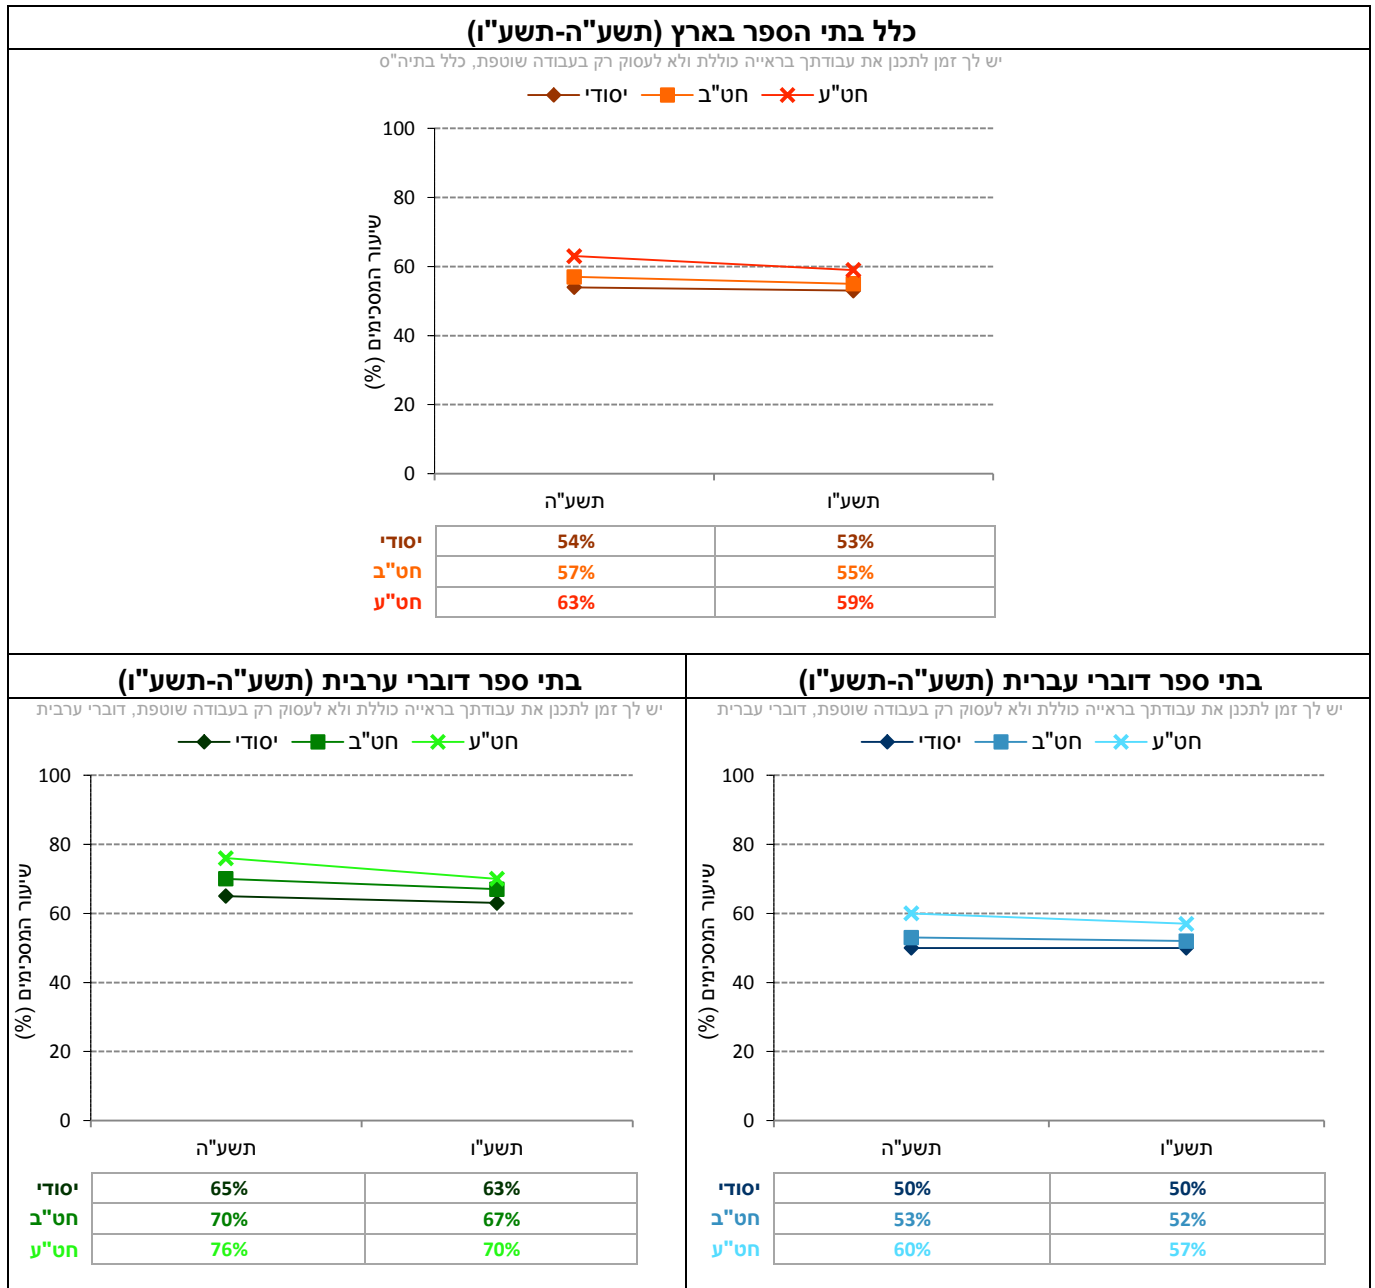 כלל בתי הספר בארץ (תשע"ה-תשע"ו)
יש לך זמן לתכנן את עבודתך בראייה כוללת ולא לעסוק רק בעבודה שוטפת, כלל בתיה"ס
יסודי חט"ב חט"ע
שיעור המסכימים (%)
100
80
60
40
20
0
תשע"ה תשע"ו
יסודי 54% 53%
חט"ב 57% 55%
חט"ע 63% 59%
בתי ספר דוברי עברית (תשע"ה-תשע"ו)
יש לך זמן לתכנן את עבודתך בראייה כוללת ולא לעסוק רק בעבודה שוטפת, דוברי עברית
יסודי חט"ב חט"ע
שיעור המסכימים (%)
100
80
60
40
20
0
תשע"ה תשע"ו
יסודי 50% 50%
חט"ב 53% 52%
חט"ע 60% 57%
בתי ספר דוברי ערבית (תשע"ה-תשע"ו)
יש לך זמן לתכנן את עבודתך בראייה כוללת ולא לעסוק רק בעבודה שוטפת, דוברי ערבית
יסודי חט"ב חט"ע
שיעור המסכימים (%)
100
80
60
40
20
0
תשע"ה תשע"ו
יסודי 65% 63%
חט"ב 70% 67%
חט"ע 76% 70%